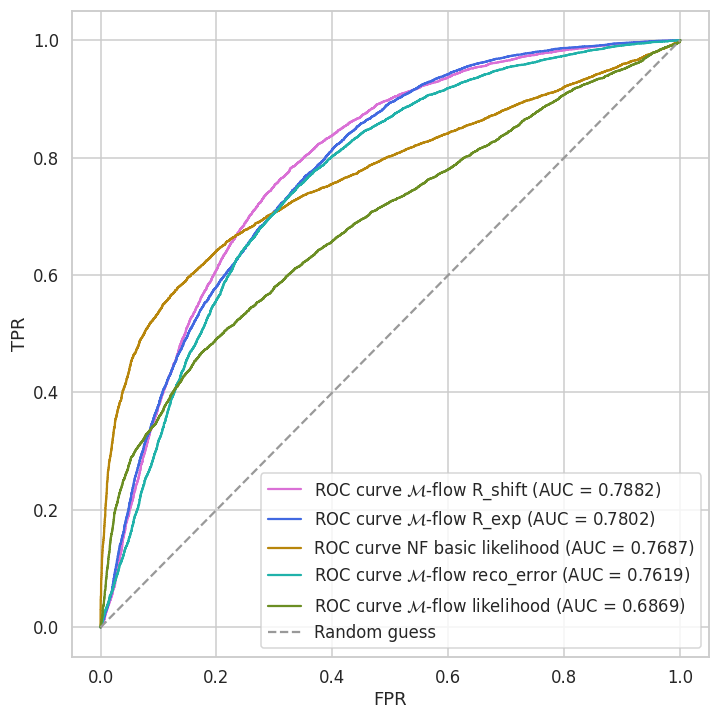 1.0
0.8
0.6
0.4
0.2
0.0
TPR
ROC curve ℳ-flow R_shift (AUC = 0.7882)
ROC curve ℳ-flow R_exp (AUC = 0.7802)
ROC curve NF basic likelihood (AUC = 0.7687)
ROC curve ℳ-flow reco_error (AUC = 0.7619)
ROC curve ℳ-flow likelihood (AUC = 0.6869)
Random guess
0.0 0.2 0.4 0.6 0.8 1.0
FPR